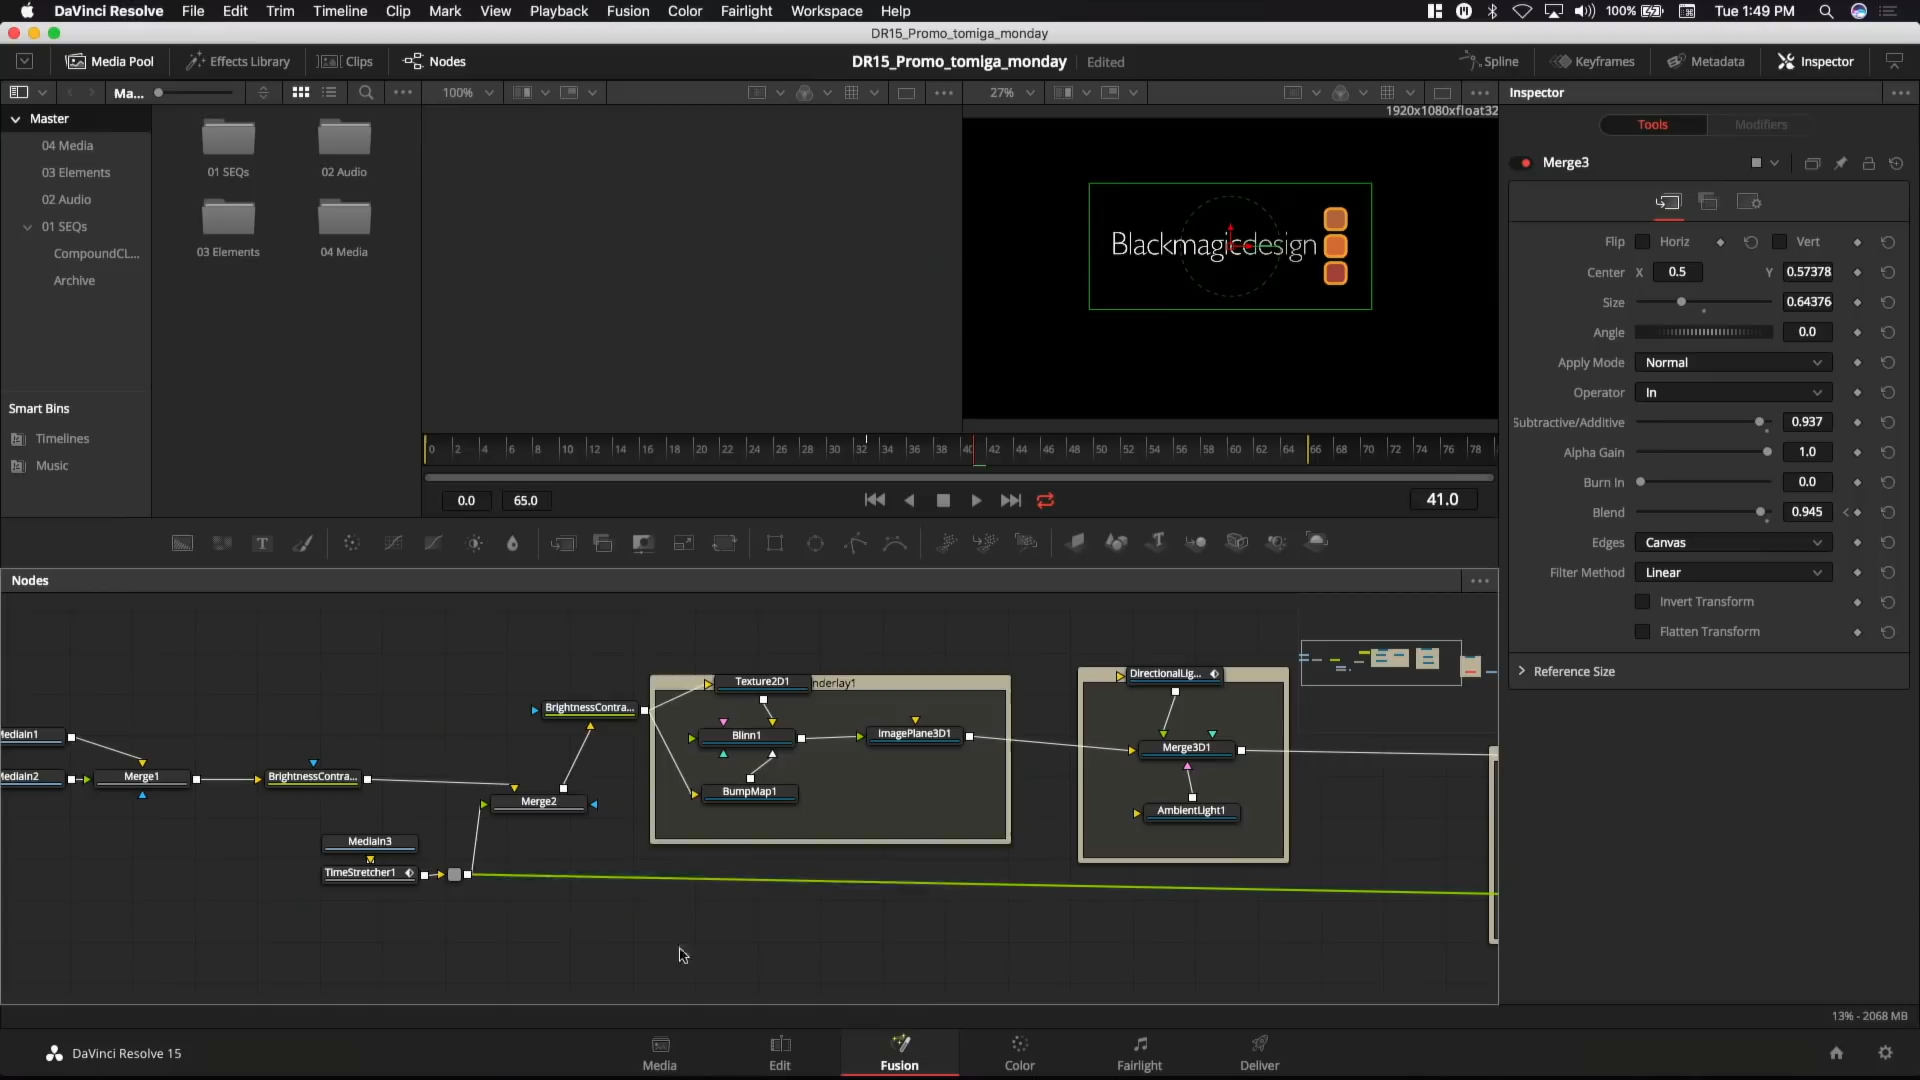 DaVinci Resolve File Edit Trim Timeline Clip Mark View Playback Fusion Color Fairlight Workspace Help 100% Tue 1:49 PM
DR15_Promo_tomiga_monday
Media Pool Effects Library Clips Nodes DR15_Promo_tomiga_monday Edited Spline Keyframes Metadata Inspector
Ma... 100% 27% Inspector
1920x1080xfloat32
Master
04 Media
03 Elements
02 Audio
01 SEQs
CompoundCL...
Archive
01 SEQs 02 Audio
03 Elements 04 Media
Smart Bins
Timelines
Music
Blackmagicdesign
0 2 4 6 8 10 12 14 16 18 20 22 24 26 28 30 32 34 36 38 40 42 44 46 48 50 52 54 56 58 60 62 64 66 68 70 72 74 76 78
0.0 65.0 41.0
Tools Modifiers
Merge3
Flip Horiz Vert
Center X 0.5 Y 0.57378
Size 0.64376
Angle 0.0
Apply Mode Normal
Operator In
Subtractive/Additive 0.937
Alpha Gain 1.0
Burn In 0.0
Blend 0.945
Edges Canvas
Filter Method Linear
Invert Transform
Flatten Transform
Reference Size
Nodes
MediaIn1
MediaIn2
Merge1
BrightnessContra...
MediaIn3
TimeStretcher1
Merge2
BrightnessContra...
Texture2D1
nderlay1
Blinn1
ImagePlane3D1
BumpMap1
DirectionalLig...
Merge3D1
AmbientLight1
13% - 2068 MB
DaVinci Resolve 15
Media Edit Fusion Color Fairlight Deliver